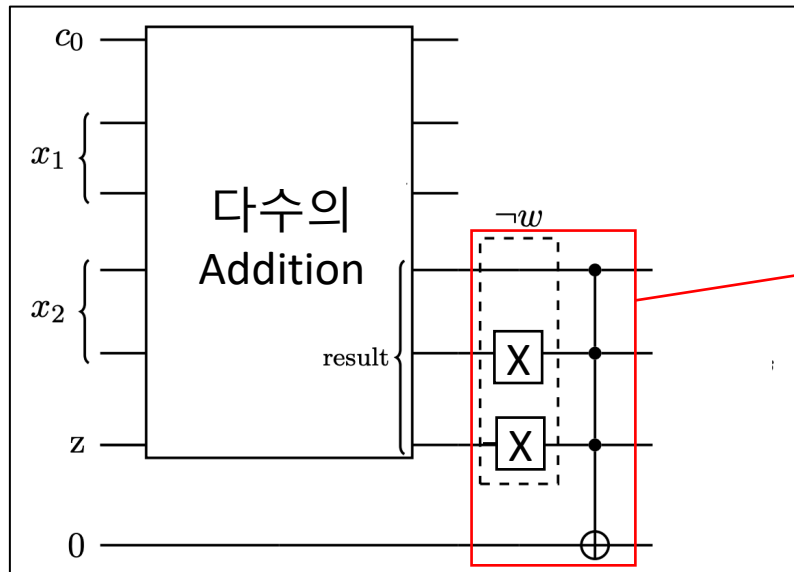 c₀
x₁
다수의
Addition
¬w
x₂
result
X
z
X
0